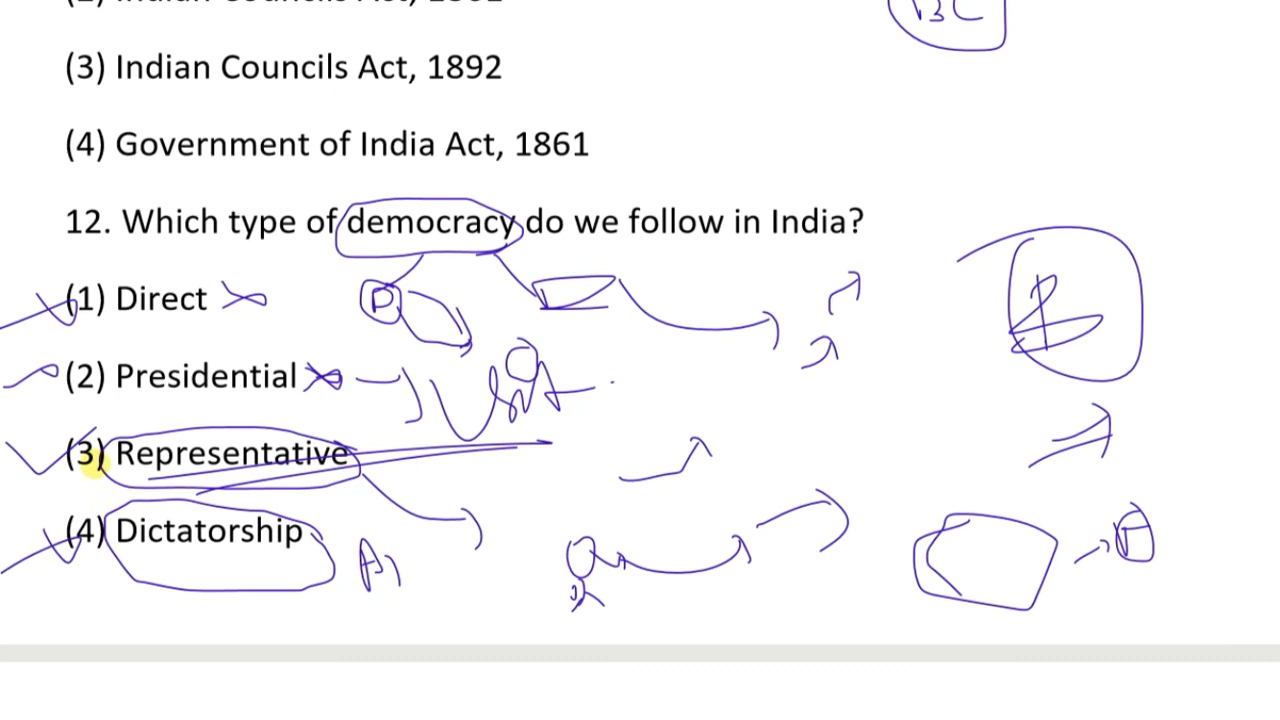 (3) Indian Councils Act, 1892
(4) Government of India Act, 1861
12. Which type of democracy do we follow in India?
(1) Direct
P
(2) Presidential
USA
(3) Representative
(4) Dictatorship